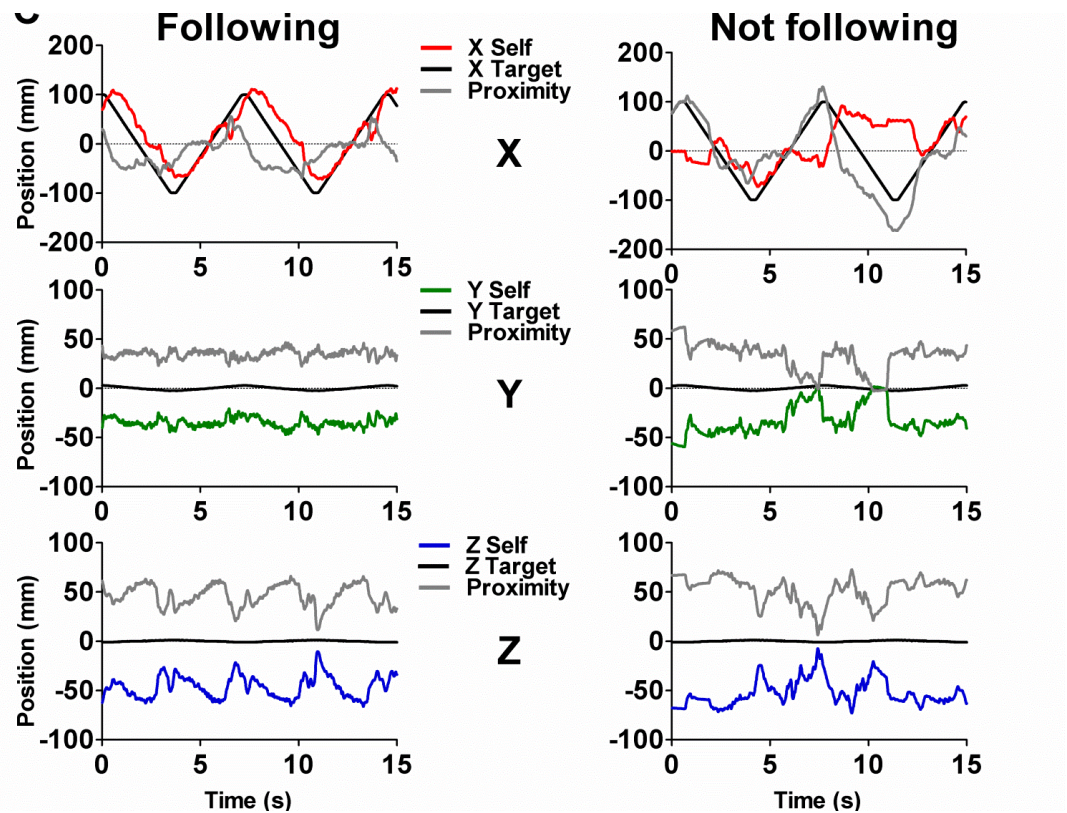 Following
Not following
200
100
0
-100
-200
Position (mm)
0 5 10 15
X Self
X Target
Proximity
X
200
100
0
-100
-200
0 5 10 15
100
50
0
-50
-100
Position (mm)
0 5 10 15
Y Self
Y Target
Proximity
Y
100
50
0
-50
-100
0 5 10 15
100
50
0
-50
-100
Position (mm)
0 5 10 15
Time (s)
Z Self
Z Target
Proximity
Z
100
50
0
-50
-100
0 5 10 15
Time (s)